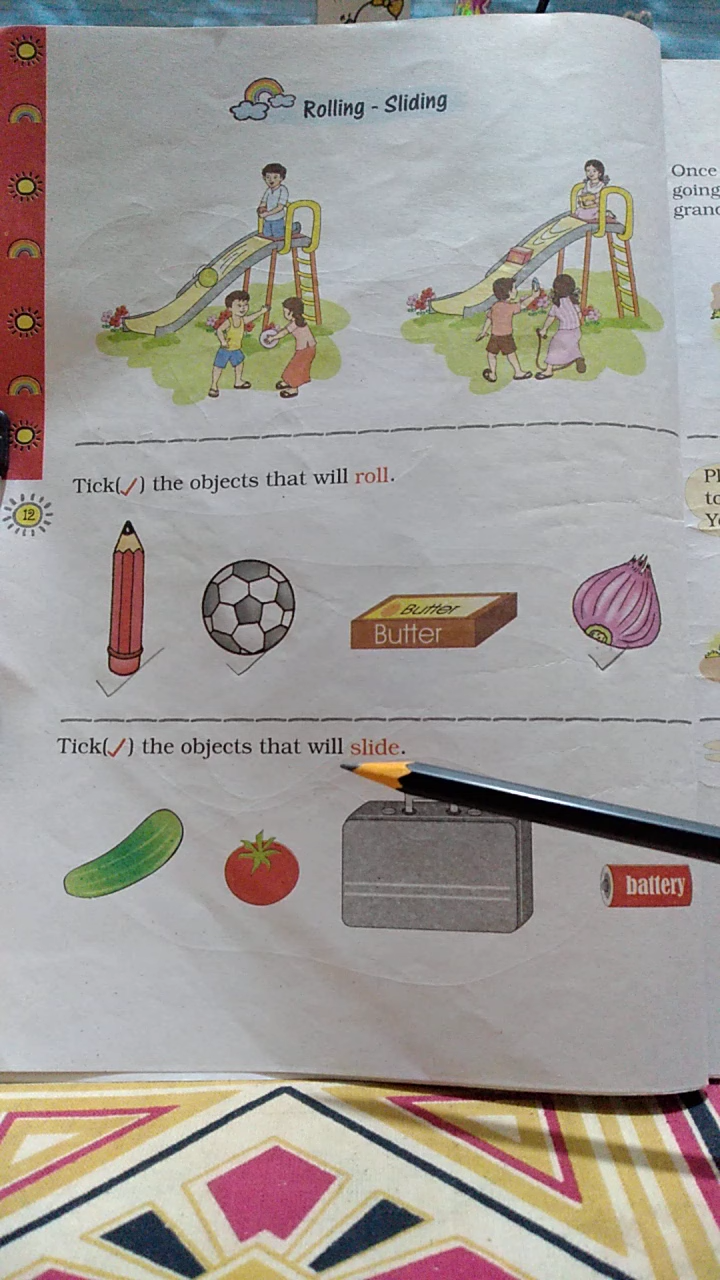 Rolling - Sliding
Once
going
Tick(✓) the objects that will roll.
12
Butter
Butter
Tick(✓) the objects that will slide.
battery